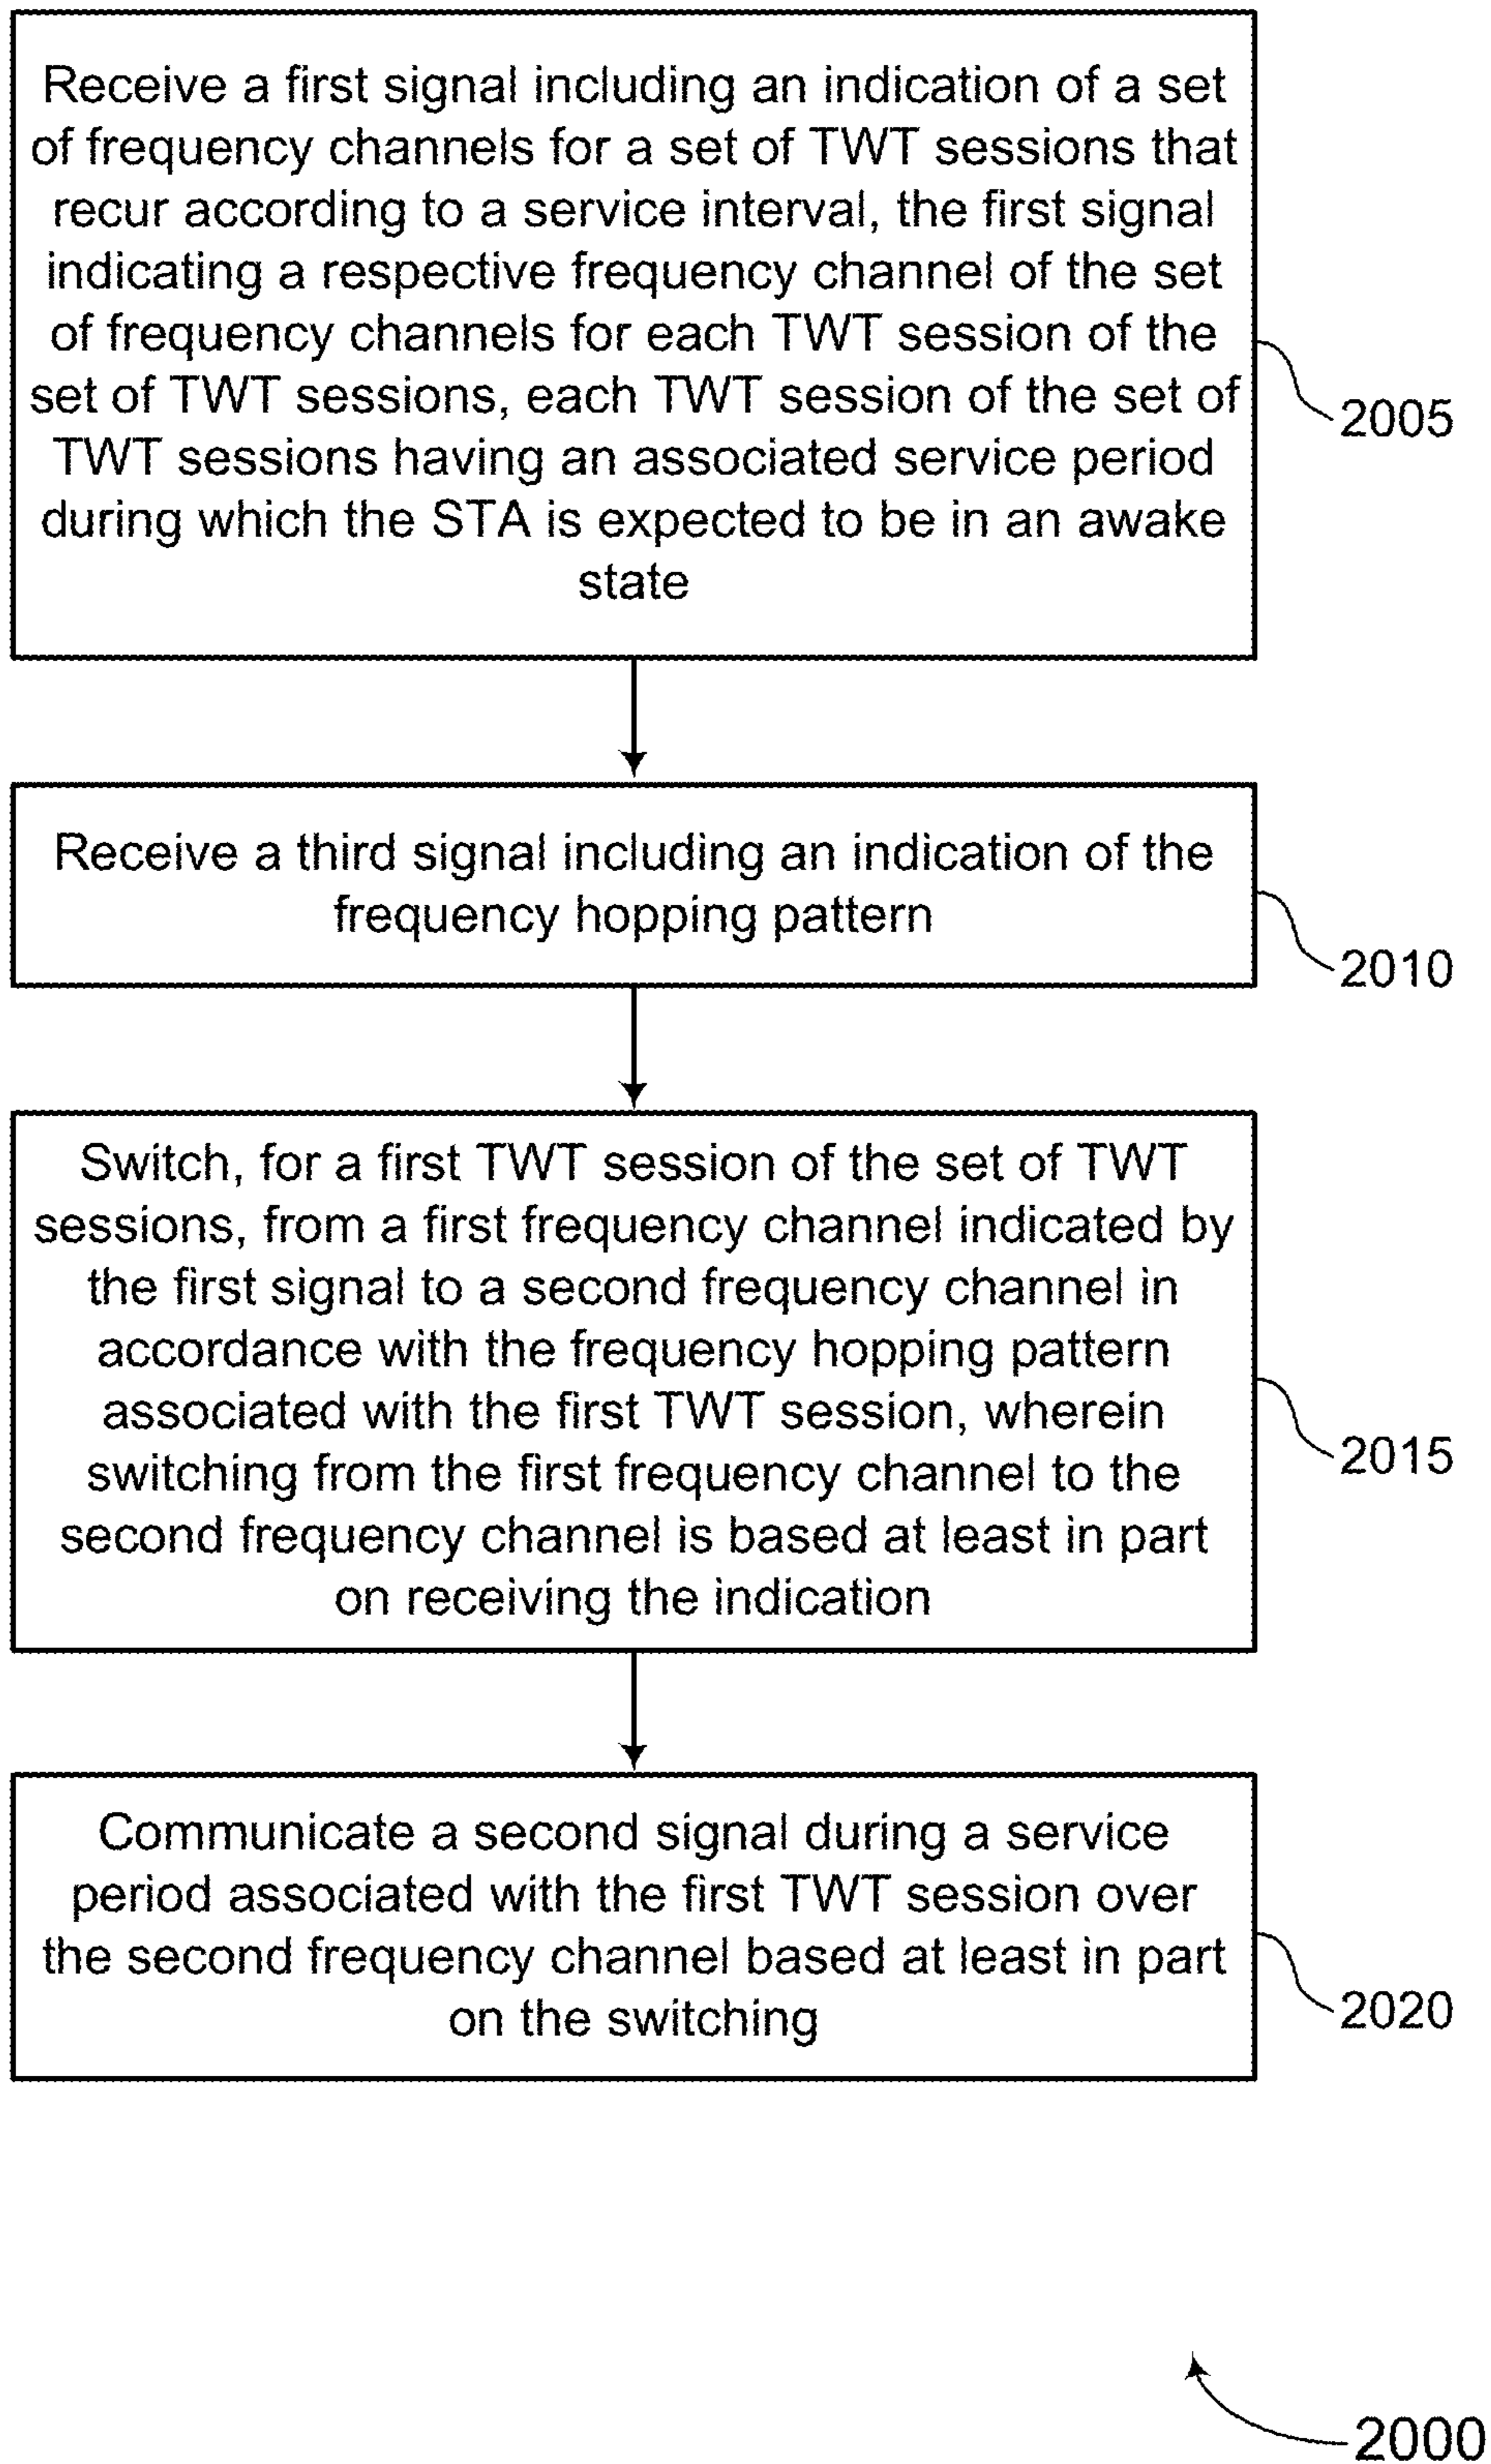 Receive a first signal including an indication of a set
of frequency channels for a set of TWT sessions that
recur according to a service interval, the first signal
indicating a respective frequency channel of the set
of frequency channels for each TWT session of the
set of TWT sessions, each TWT session of the set of
TWT sessions having an associated service period
during which the STA is expected to be in an awake
state
2005
Receive a third signal including an indication of the
frequency hopping pattern
2010
Switch, for a first TWT session of the set of TWT
sessions, from a first frequency channel indicated by
the first signal to a second frequency channel in
accordance with the frequency hopping pattern
associated with the first TWT session, wherein
switching from the first frequency channel to the
second frequency channel is based at least in part
on receiving the indication
2015
Communicate a second signal during a service
period associated with the first TWT session over
the second frequency channel based at least in part
on the switching
2020
2000